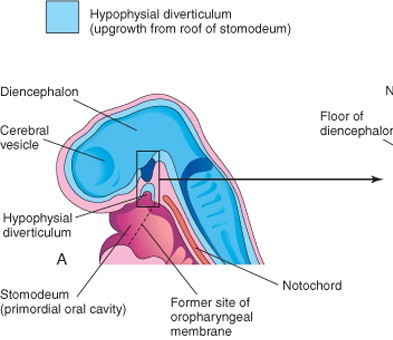 Hypophysial diverticulum
(upgrowth from roof of stomodeum)
Diencephalon
Cerebral
vesicle
N
Floor of
diencephalon
Hypophysial
diverticulum
A
Stomodeum
(primordial oral cavity)
Former site of
oropharyngeal
membrane
Notochord